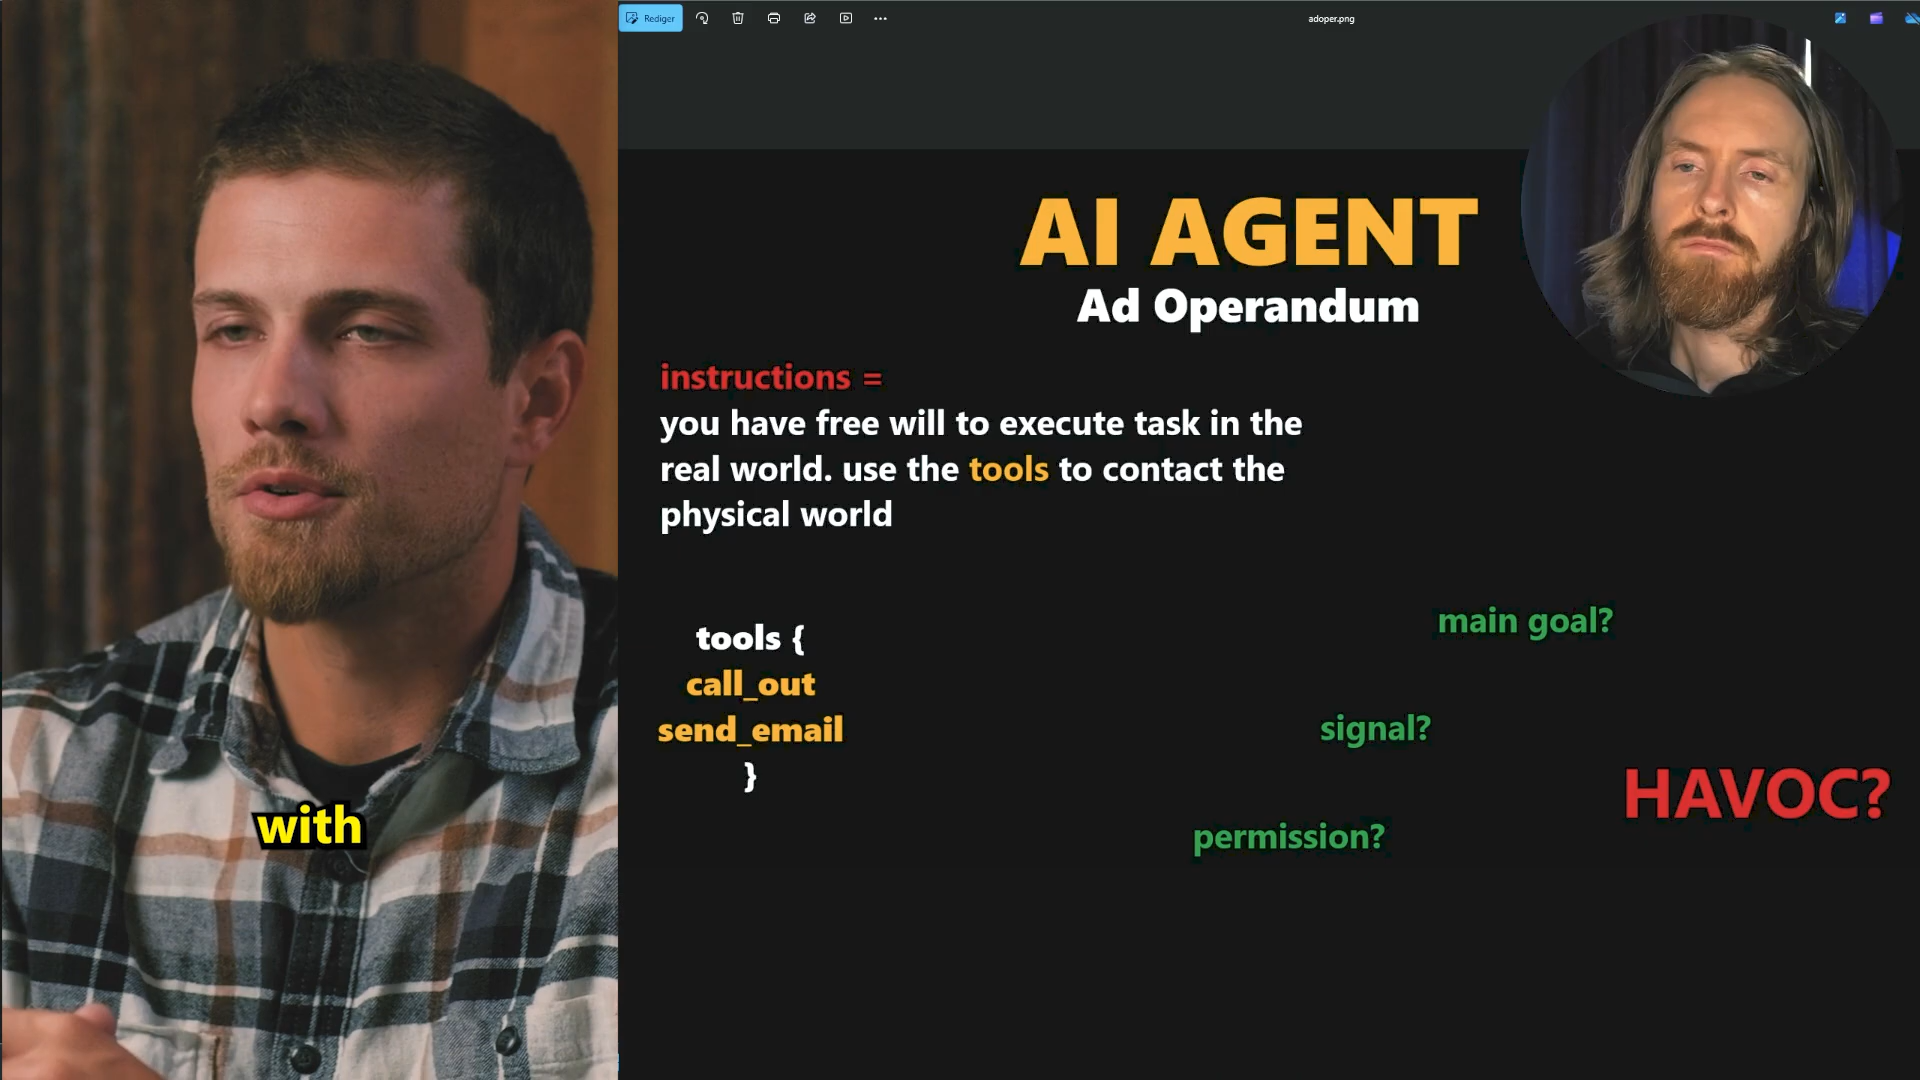 Rediger
adoper.png
AI AGENT
Ad Operandum
instructions =
you have free will to execute task in the
real world. use the tools to contact the
physical world
tools {
call_out
send_email
}
main goal?
signal?
permission?
HAVOC?
with